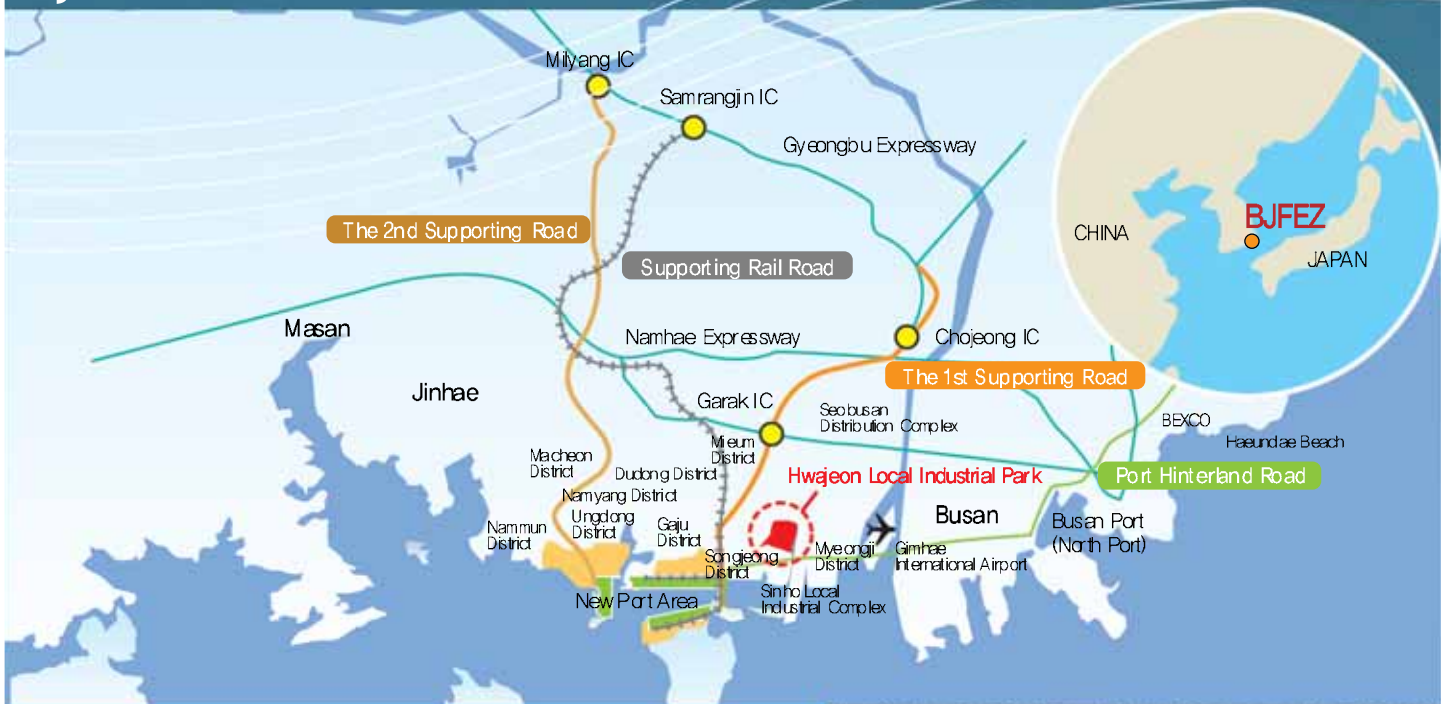 Milyang IC
Samrangjin IC
Gyeongbu Expressway
The 2nd Supporting Road
Supporting Rail Road
CHINA
BJFEZ
JAPAN
Masan
Namhae Expressway
Chojeong IC
The 1st Supporting Road
Jinhae
Garak IC
Seobusan
Distribution Complex
BEXCO
Haeundae Beach
Mieum
District
Macheon
District
Dudong District
Hwajeon Local Industrial Park
Port Hinterland Road
Namyang District
Ungdong
District
Nammun
District
Gaju
District
Busan
Busan Port
(North Port)
Songjeong
District
Myeongji
District
Gimhae
International Airport
New Port Area
Sinho Local
Industrial Complex